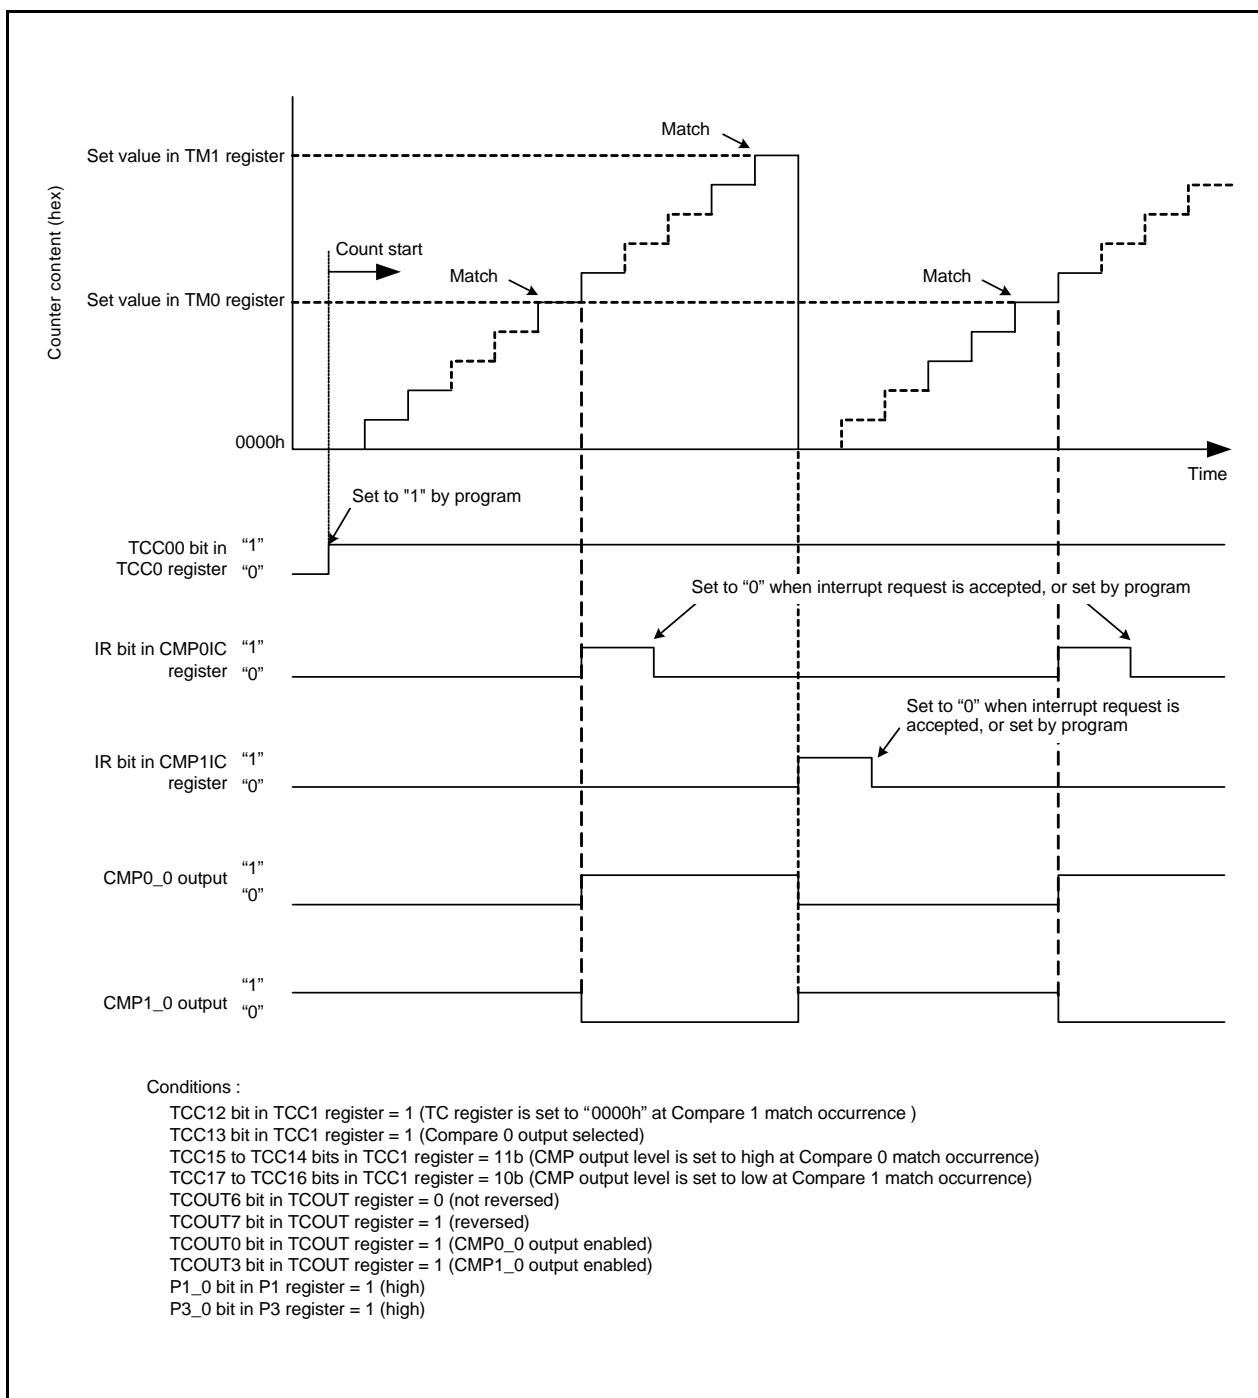 Match
Set value in TM1 register
Counter content (hex)
Count start
Match
Match
Set value in TM0 register
0000h
Time
Set to "1" by program
TCC00 bit in “1”
TCC0 register “0”
Set to “0” when interrupt request is accepted, or set by program
IR bit in CMP0IC “1”
register “0”
Set to “0” when interrupt request is
accepted, or set by program
IR bit in CMP1IC “1”
register “0”
“1”
CMP0_0 output
“0”
“1”
CMP1_0 output “0”
Conditions :
TCC12 bit in TCC1 register = 1 (TC register is set to “0000h” at Compare 1 match occurrence )
TCC13 bit in TCC1 register = 1 (Compare 0 output selected)
TCC15 to TCC14 bits in TCC1 register = 11b (CMP output level is set to high at Compare 0 match occurrence)
TCC17 to TCC16 bits in TCC1 register = 10b (CMP output level is set to low at Compare 1 match occurrence)
TCOUT6 bit in TCOUT register = 0 (not reversed)
TCOUT7 bit in TCOUT register = 1 (reversed)
TCOUT0 bit in TCOUT register = 1 (CMP0_0 output enabled)
TCOUT3 bit in TCOUT register = 1 (CMP1_0 output enabled)
P1_0 bit in P1 register = 1 (high)
P3_0 bit in P3 register = 1 (high)